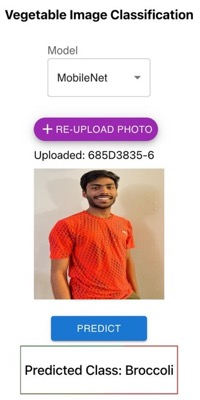 Vegetable Image Classification
Model
MobileNet
+ RE-UPLOAD PHOTO
Uploaded: 685D3835-6
PREDICT
Predicted Class: Broccoli